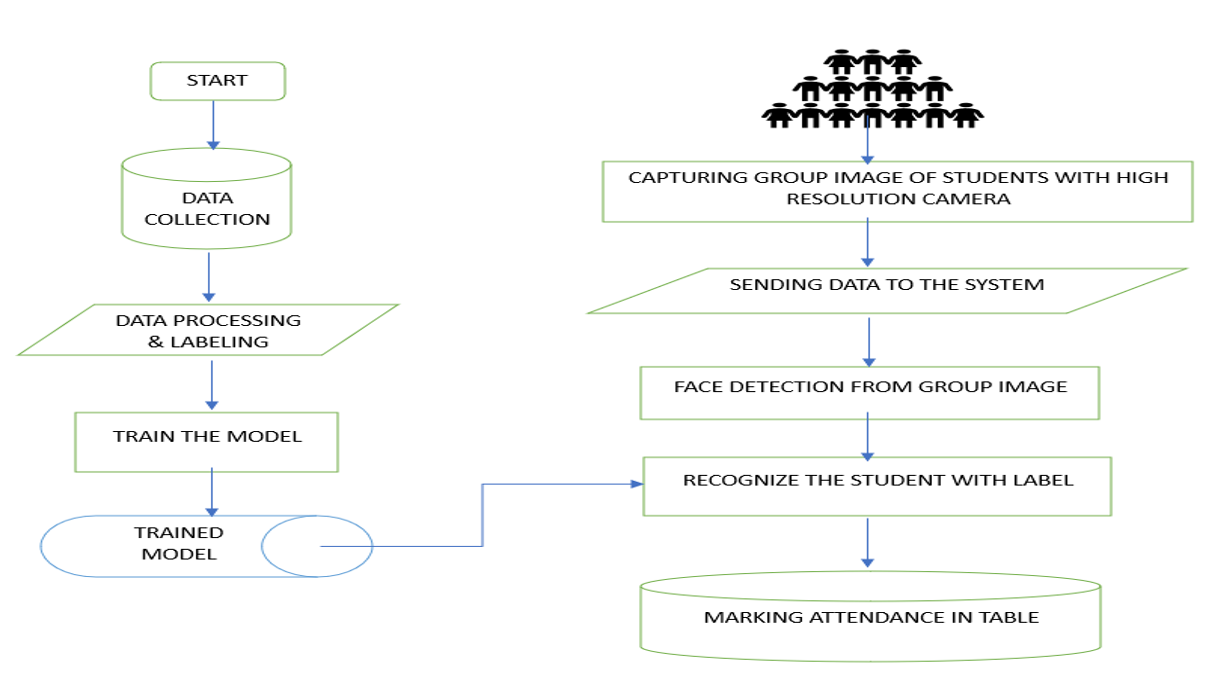 START
DATA
COLLECTION
DATA PROCESSING
& LABELING
TRAIN THE MODEL
TRAINED
MODEL
CAPTURING GROUP IMAGE OF STUDENTS WITH HIGH
RESOLUTION CAMERA
SENDING DATA TO THE SYSTEM
FACE DETECTION FROM GROUP IMAGE
RECOGNIZE THE STUDENT WITH LABEL
MARKING ATTENDANCE IN TABLE